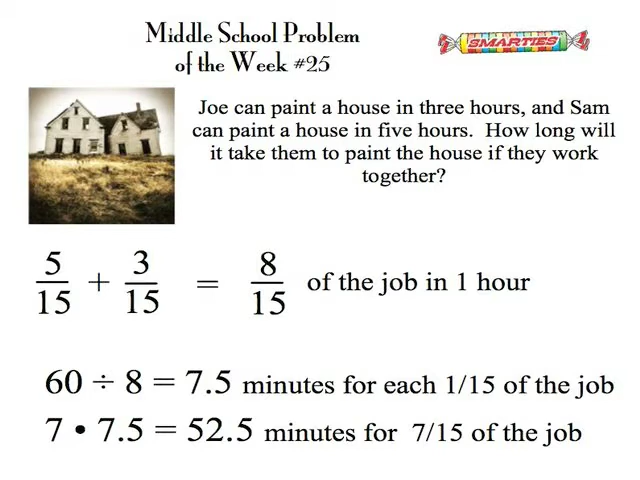 Middle School Problem
of the Week #25
SMARTIES
Joe can paint a house in three hours, and Sam
can paint a house in five hours.  How long will
it take them to paint the house if they work
together?
5/15 + 3/15 = 8/15 of the job in 1 hour
60 ÷ 8 = 7.5 minutes for each 1/15 of the job
7 • 7.5 = 52.5 minutes for 7/15 of the job